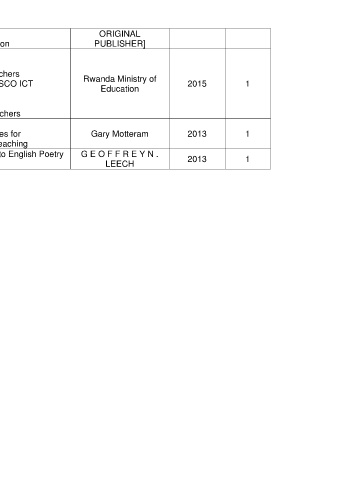 ORIGINAL
on PUBLISHER]
chers
SCO ICT
Rwanda Ministry of
Education 2015 1
chers
es for
eaching
Gary Motteram 2013 1
to English Poetry G E O F F R E Y N .
LEECH 2013 1